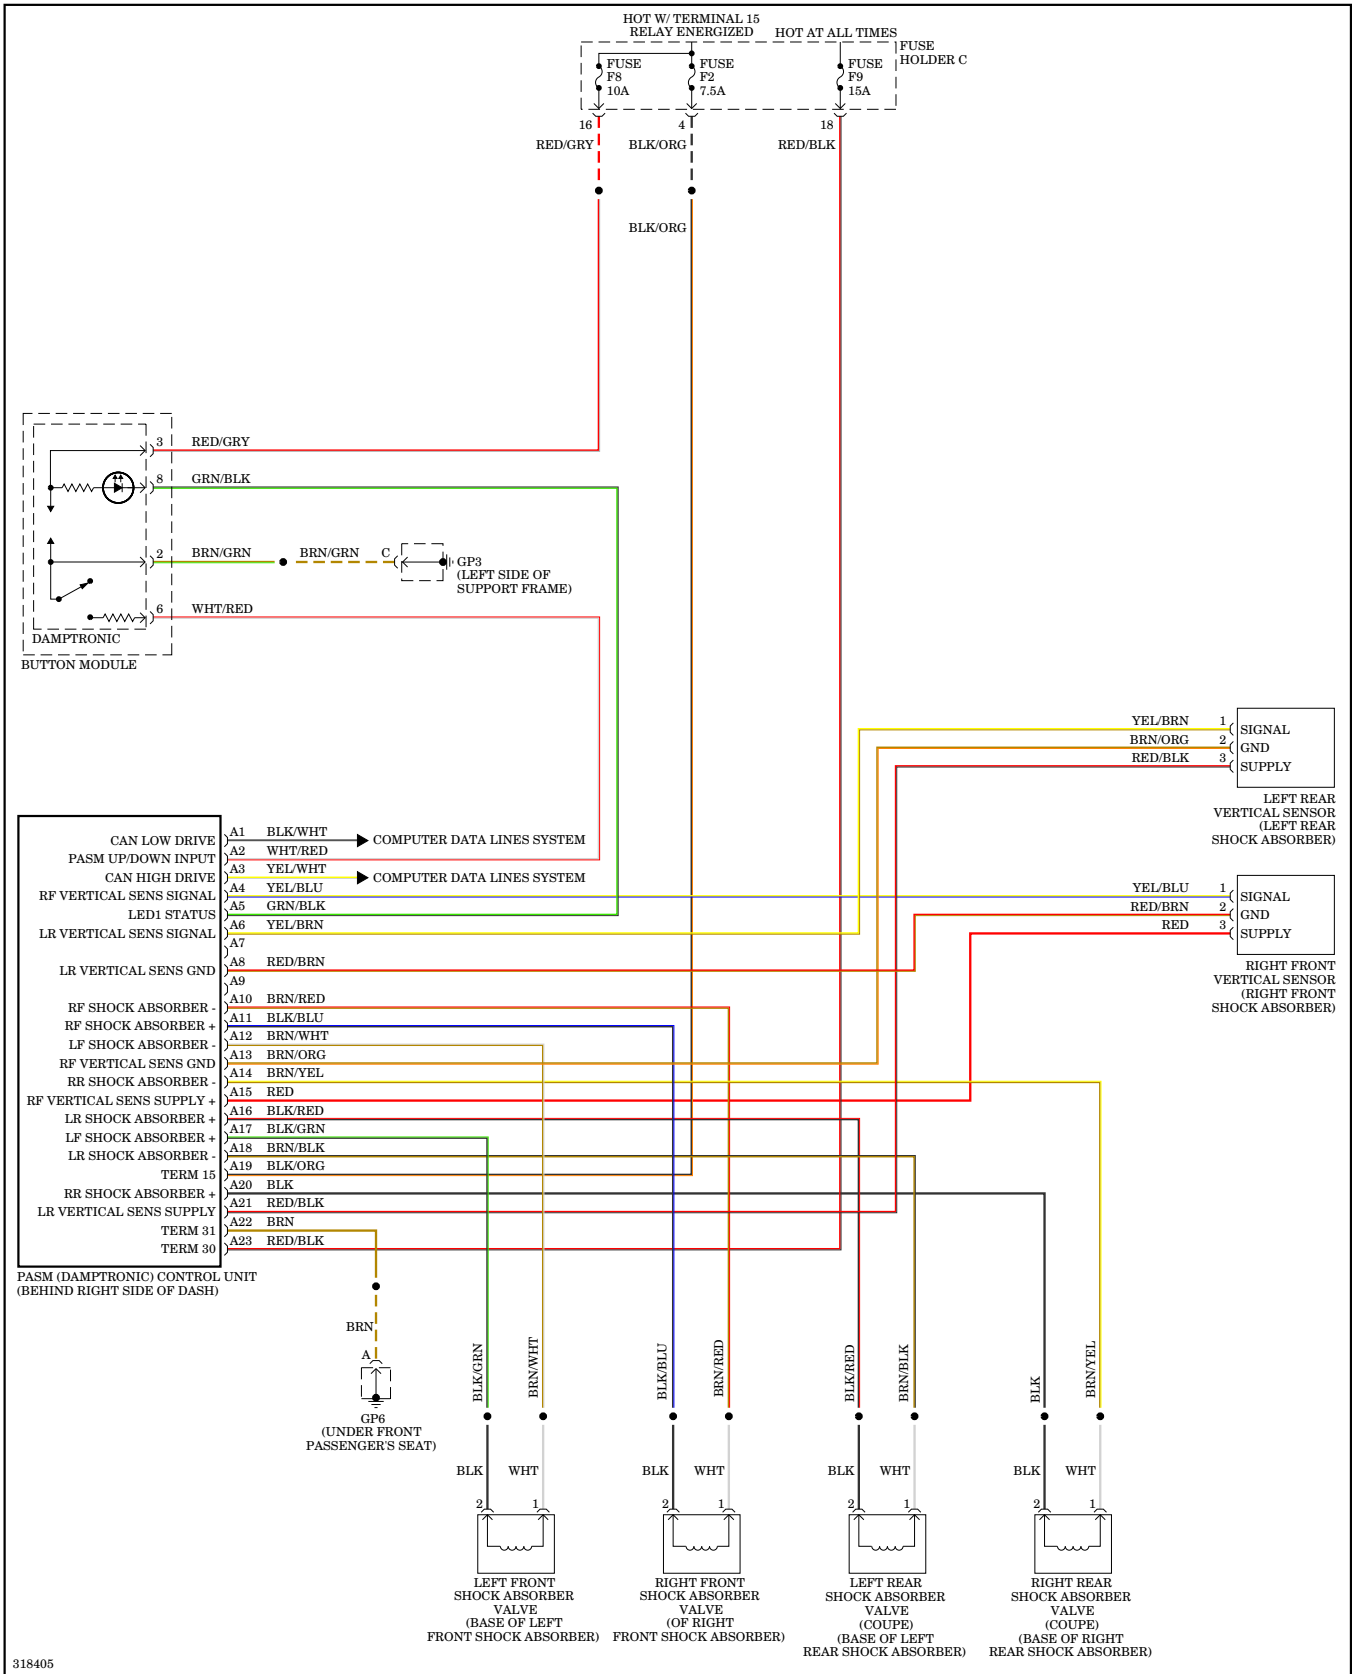 HOT W/ TERMINAL 15
RELAY ENERGIZED
HOT AT ALL TIMES
FUSE
HOLDER C
FUSE
F8
10A
FUSE
F2
7.5A
FUSE
F9
15A
16
4
18
RED/GRY
BLK/ORG
RED/BLK
BLK/ORG
3
RED/GRY
8
GRN/BLK
2
BRN/GRN
BRN/GRN
C
GP3
(LEFT SIDE OF
SUPPORT FRAME)
6
WHT/RED
DAMPTRONIC
BUTTON MODULE
YEL/BRN
1
SIGNAL
BRN/ORG
2
GND
RED/BLK
3
SUPPLY
LEFT REAR
VERTICAL SENSOR
(LEFT REAR
SHOCK ABSORBER)
YEL/BLU
1
SIGNAL
RED/BRN
2
GND
RED
3
SUPPLY
RIGHT FRONT
VERTICAL SENSOR
(RIGHT FRONT
SHOCK ABSORBER)
CAN LOW DRIVE
A1
BLK/WHT
COMPUTER DATA LINES SYSTEM
PASM UP/DOWN INPUT
A2
WHT/RED
CAN HIGH DRIVE
A3
YEL/WHT
COMPUTER DATA LINES SYSTEM
RF VERTICAL SENS SIGNAL
A4
YEL/BLU
LED1 STATUS
A5
GRN/BLK
LR VERTICAL SENS SIGNAL
A6
YEL/BRN
A7
LR VERTICAL SENS GND
A8
RED/BRN
A9
RF SHOCK ABSORBER -
A10
BRN/RED
RF SHOCK ABSORBER +
A11
BLK/BLU
LF SHOCK ABSORBER -
A12
BRN/WHT
RF VERTICAL SENS GND
A13
BRN/ORG
RR SHOCK ABSORBER -
A14
BRN/YEL
RF VERTICAL SENS SUPPLY +
A15
RED
LR SHOCK ABSORBER +
A16
BLK/RED
LF SHOCK ABSORBER +
A17
BLK/GRN
LR SHOCK ABSORBER -
A18
BRN/BLK
TERM 15
A19
BLK/ORG
RR SHOCK ABSORBER +
A20
BLK
LR VERTICAL SENS SUPPLY
A21
RED/BLK
TERM 31
A22
BRN
TERM 30
A23
RED/BLK
PASM (DAMPTRONIC) CONTROL UNIT
(BEHIND RIGHT SIDE OF DASH)
BRN
A
GP6
(UNDER FRONT
PASSENGER'S SEAT)
BLK/GRN
BRN/WHT
BLK/BLU
BRN/RED
BLK/RED
BRN/BLK
BLK
BRN/YEL
BLK
WHT
BLK
WHT
BLK
WHT
BLK
WHT
2
1
2
1
2
1
2
1
LEFT FRONT
SHOCK ABSORBER
VALVE
(BASE OF LEFT
FRONT SHOCK ABSORBER)
RIGHT FRONT
SHOCK ABSORBER
VALVE
(OF RIGHT
FRONT SHOCK ABSORBER)
LEFT REAR
SHOCK ABSORBER
VALVE
(COUPE)
(BASE OF LEFT
REAR SHOCK ABSORBER)
RIGHT REAR
SHOCK ABSORBER
VALVE
(COUPE)
(BASE OF RIGHT
REAR SHOCK ABSORBER)
318405